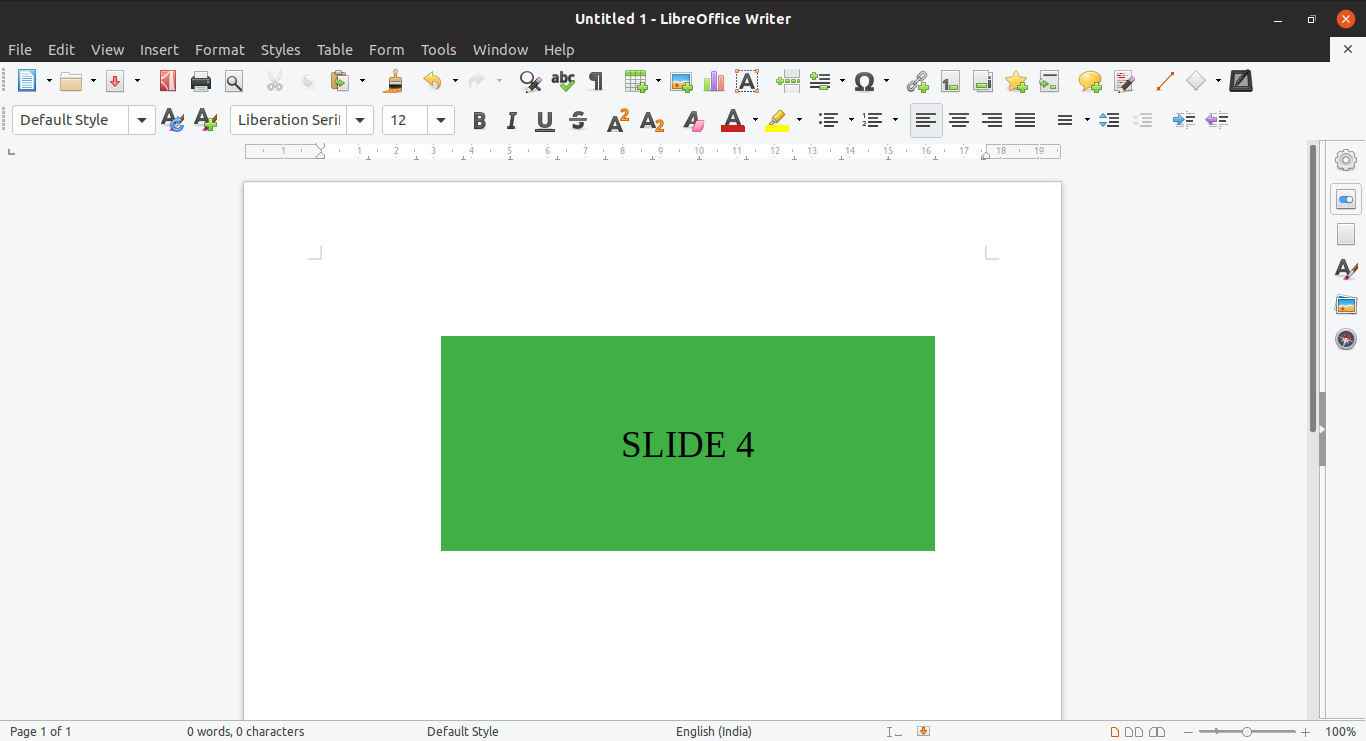 Untitled 1 - LibreOffice Writer
File Edit View Insert Format Styles Table Form Tools Window Help
Default Style Liberation Seri 12
1 1 2 3 4 5 6 7 8 9 10 11 12 13 14 15 16 17 18 19
SLIDE 4
Page 1 of 1 0 words, 0 characters Default Style English (India) 100%